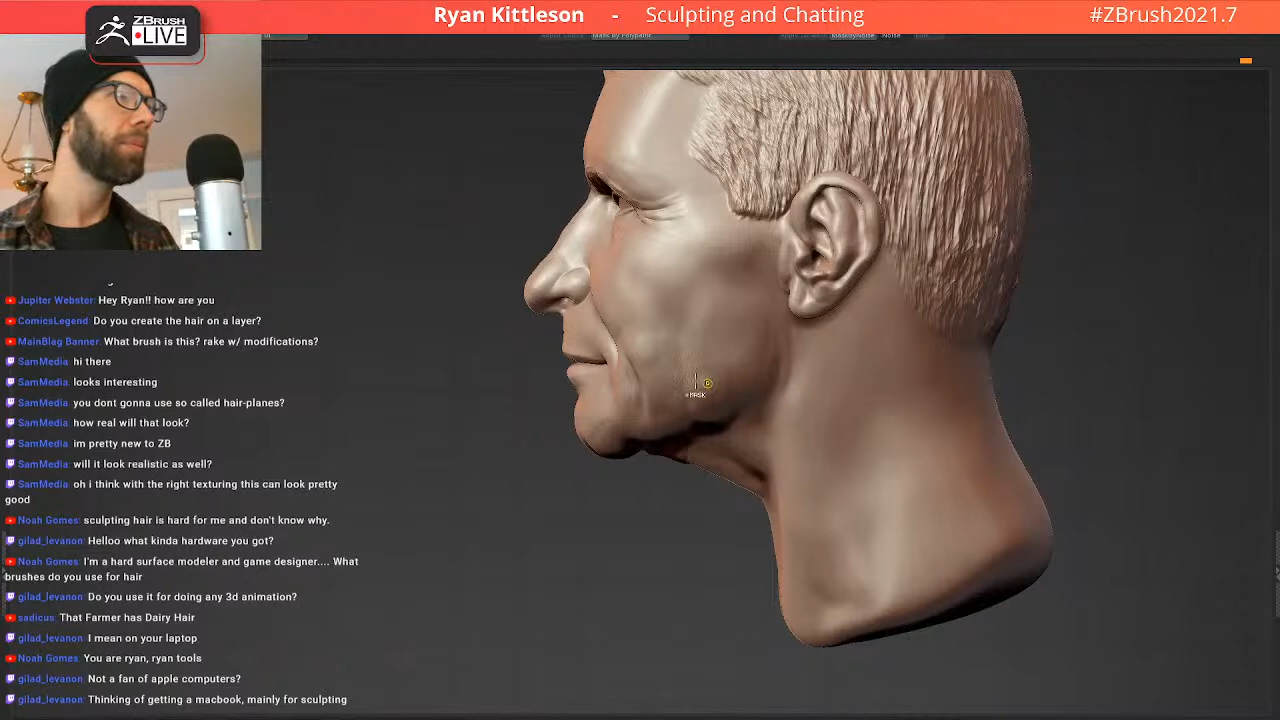 Ryan Kittleson - Sculpting and Chatting #ZBrush2021.7
ZBRUSH
LIVE
Mask By Polypaint MaskByNoise Noise
Jupiter Webster: Hey Ryan!! how are you
ComicsLegend: Do you create the hair on a layer?
MainBlag Banner: What brush is this? rake w/ modifications?
SamMedia: hi there
SamMedia: looks interesting
SamMedia: you dont gonna use so called hair-planes?
SamMedia: how real will that look?
SamMedia: im pretty new to ZB
SamMedia: will it look realistic as well?
SamMedia: oh i think with the right texturing this can look pretty
good
Noah Gomes: sculpting hair is hard for me and don't know why.
gilad_levanon: Helloo what kinda hardware you got?
Noah Gomes: I'm a hard surface modeler and game designer.... What
brushes do you use for hair
gilad_levanon: Do you use it for doing any 3d animation?
sadicus: That Farmer has Dairy Hair
gilad_levanon: I mean on your laptop
Noah Gomes: You are ryan, ryan tools
gilad_levanon: Not a fan of apple computers?
gilad_levanon: Thinking of getting a macbook, mainly for sculpting
+MASK